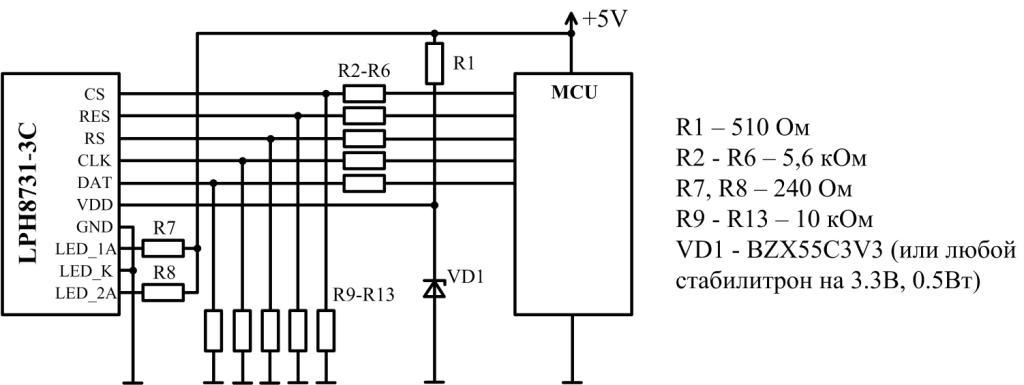 +5V
R1
R2-R6
MCU
LPH8731-3C
CS
RES
RS
CLK
DAT
VDD
GND
LED_1A
LED_K
LED_2A
R7
R8
VD1
R9-R13
R1 – 510 Ом
R2 - R6 – 5,6 кОм
R7, R8 – 240 Ом
R9 - R13 – 10 кОм
VD1 - BZX55C3V3 (или любой
стабилитрон на 3.3В, 0.5Вт)